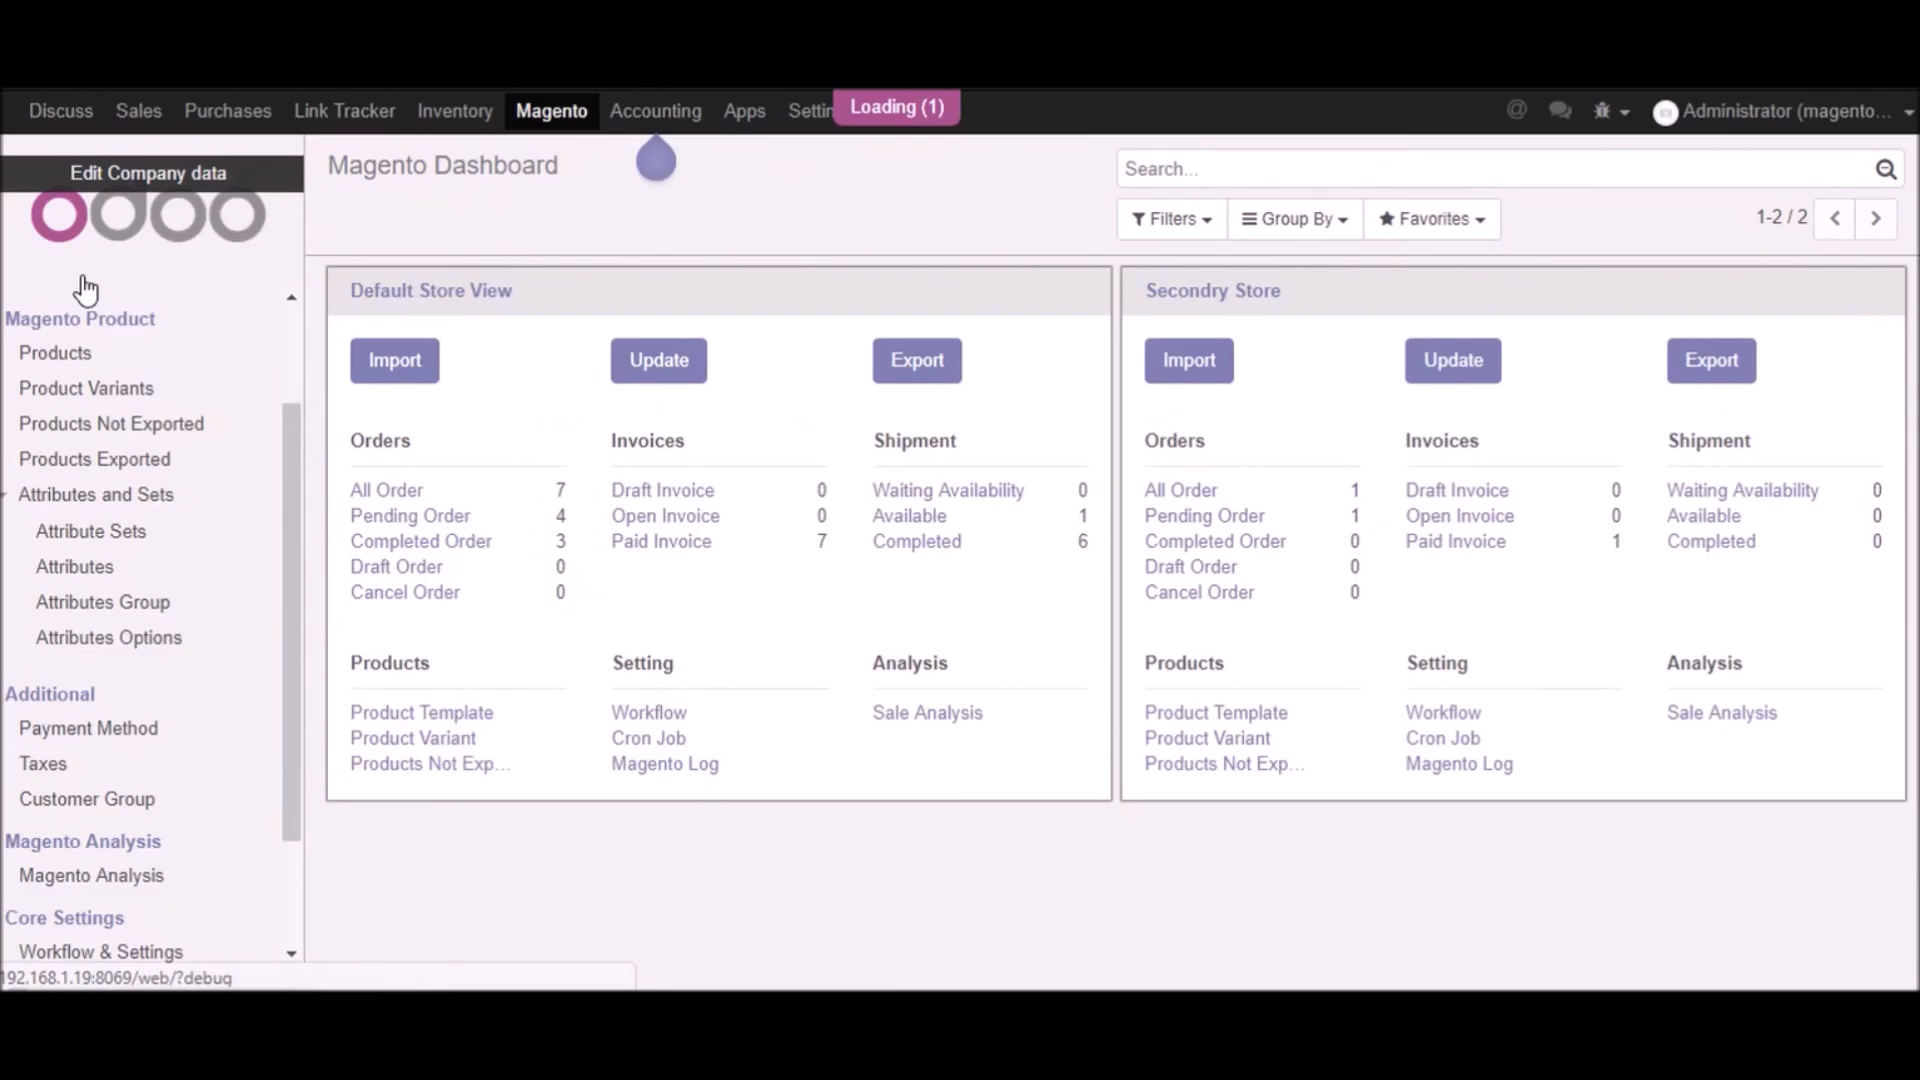 Discuss Sales Purchases Link Tracker Inventory Magento Accounting Apps Settin Loading (1) @ Administrator (magento...
Edit Company data
odoo
Magento Dashboard
Search...
Filters Group By Favorites
1-2 / 2
Magento Product
Products
Product Variants
Products Not Exported
Products Exported
Attributes and Sets
Attribute Sets
Attributes
Attributes Group
Attributes Options
Additional
Payment Method
Taxes
Customer Group
Magento Analysis
Magento Analysis
Core Settings
Workflow & Settings
192.168.1.19:8069/web/?debug
Default Store View
Import Update Export
Orders Invoices Shipment
All Order 7 Draft Invoice 0 Waiting Availability 0
Pending Order 4 Open Invoice 0 Available 1
Completed Order 3 Paid Invoice 7 Completed 6
Draft Order 0
Cancel Order 0
Products Setting Analysis
Product Template Workflow Sale Analysis
Product Variant Cron Job
Products Not Exp... Magento Log
Secondry Store
Import Update Export
Orders Invoices Shipment
All Order 1 Draft Invoice 0 Waiting Availability 0
Pending Order 1 Open Invoice 0 Available 0
Completed Order 0 Paid Invoice 1 Completed 0
Draft Order 0
Cancel Order 0
Products Setting Analysis
Product Template Workflow Sale Analysis
Product Variant Cron Job
Products Not Exp... Magento Log